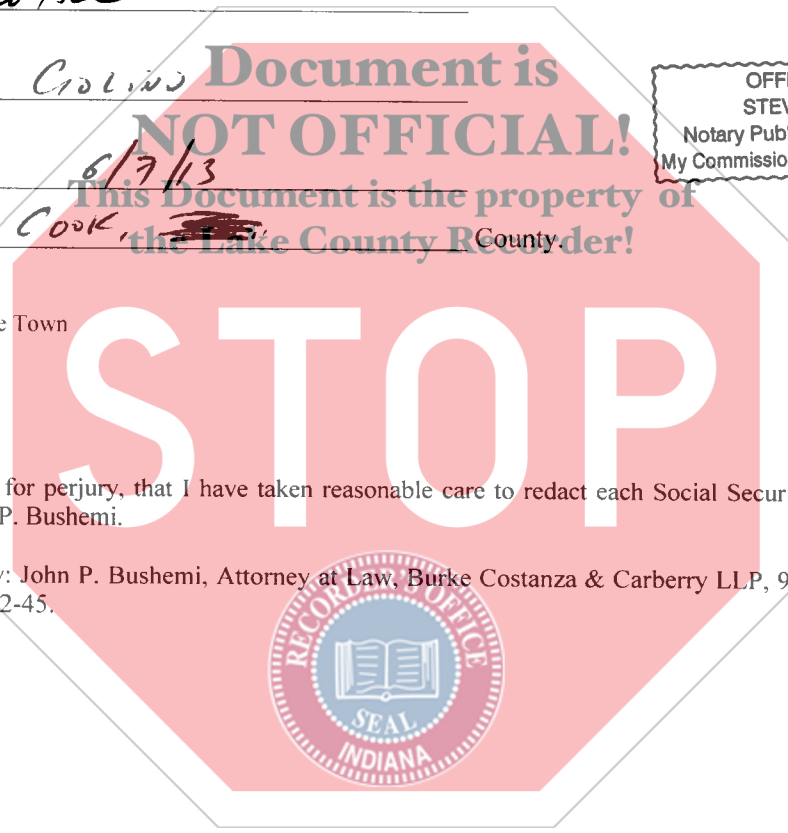 Golino
Document is
NOT OFFICIAL!
OFFI
STEV
Notary Pub
My Commissio
6/7/13
This Document is the property of
Cook,
the Lake County Recorder!
County.
e Town
STOP
for perjury, that I have taken reasonable care to redact each Social Secur
P. Bushemi.
y: John P. Bushemi, Attorney at Law, Burke Costanza & Carberry LLP, 9
2-45.
RECORDER'S OFFICE
SEAL
INDIANA